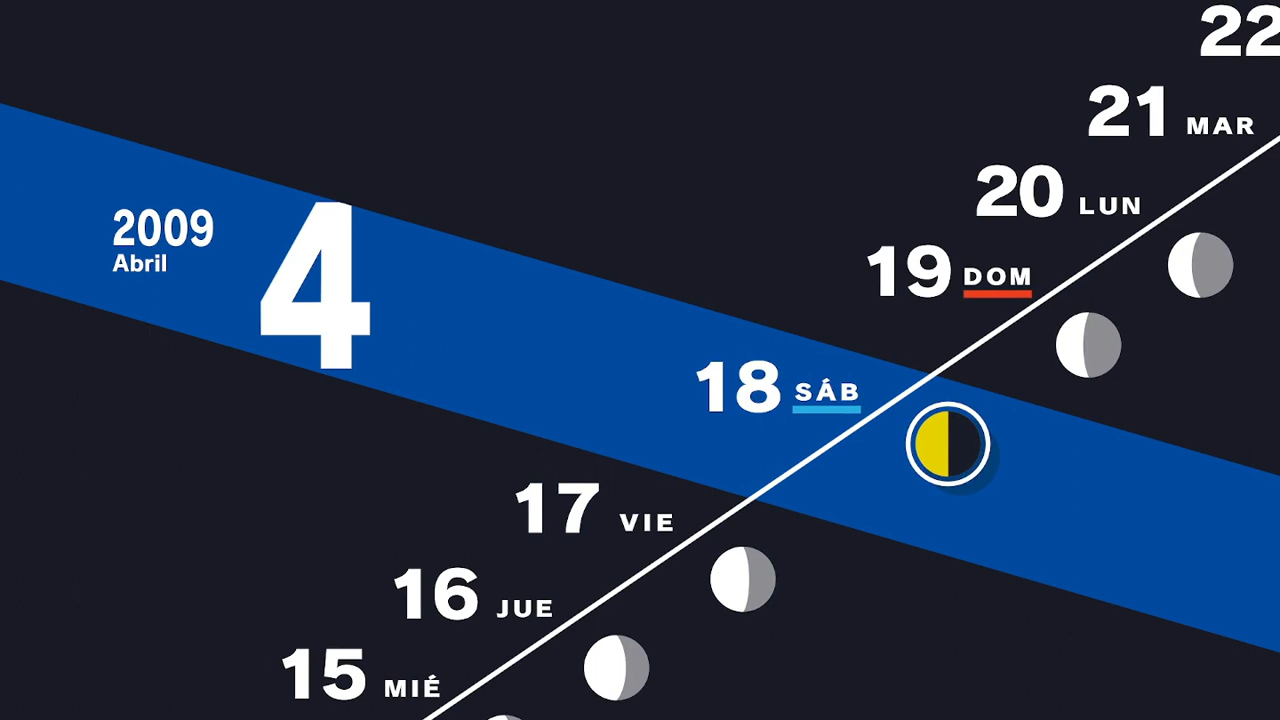 22
21 MAR
20 LUN
19 DOM
2009
Abril
4
18 SÁB
17 VIE
16 JUE
15 MIÉ